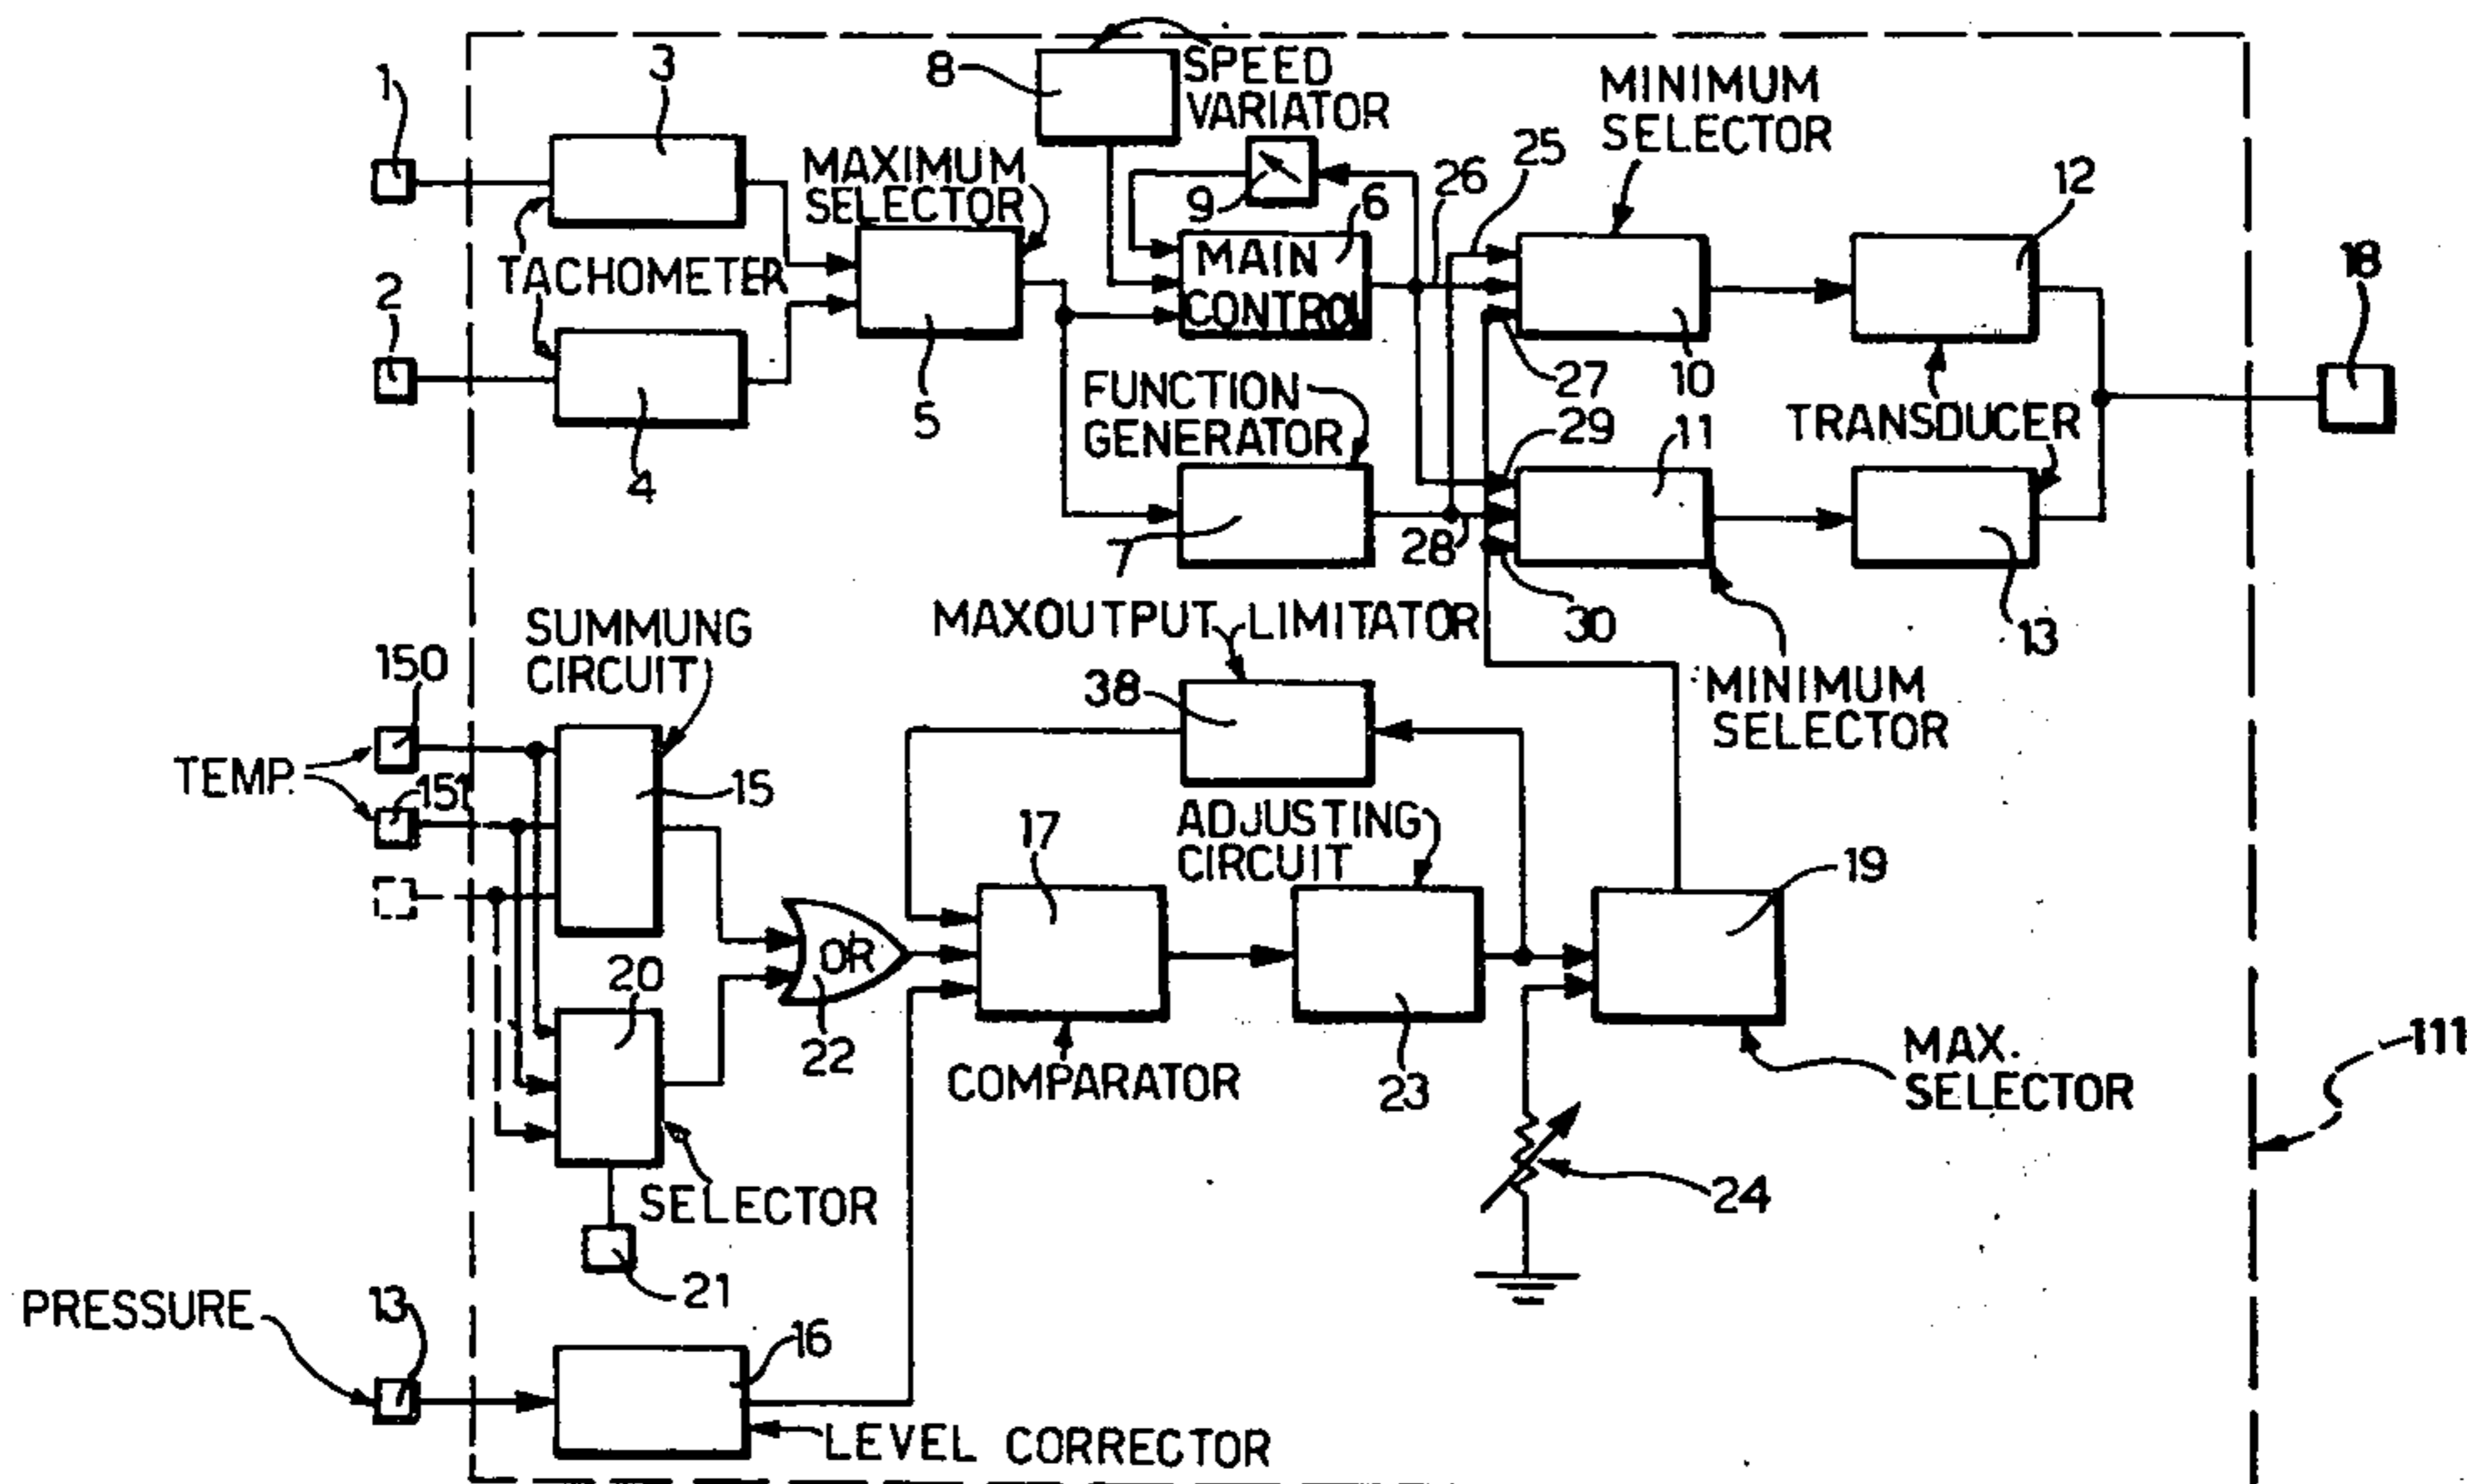 1
3
8
SPEED
VARIATOR
MINIMUM
SELECTOR
25
26
12
MAXIMUM
SELECTOR
9
6
TACHOMETER
2
MAIN
CONTROL
18
5
4
FUNCTION
GENERATOR
27
10
29
11
TRANSDUCER
7
28
30
13
MAXOUTPUT LIMITATOR
SUMMUNG
CIRCUIT
150
38
MINIMUM
SELECTOR
TEMP.
151
15
17
ADJUSTING
CIRCUIT
19
OR
20
22
COMPARATOR
23
MAX.
SELECTOR
111
24
SELECTOR
21
PRESSURE
13
16
LEVEL CORRECTOR